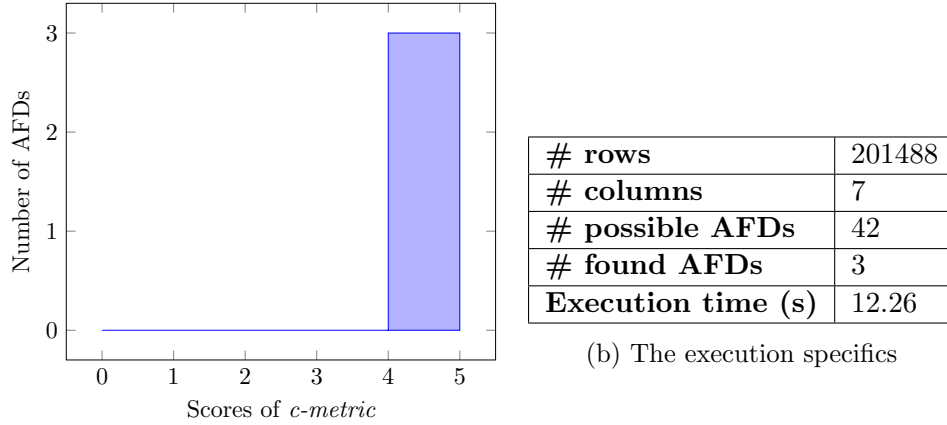 3
2
1
0
0 1 2 3 4 5
Number of AFDs
Scores of c-metric
# rows 201488
# columns 7
# possible AFDs 42
# found AFDs 3
Execution time (s) 12.26
(b) The execution specifics